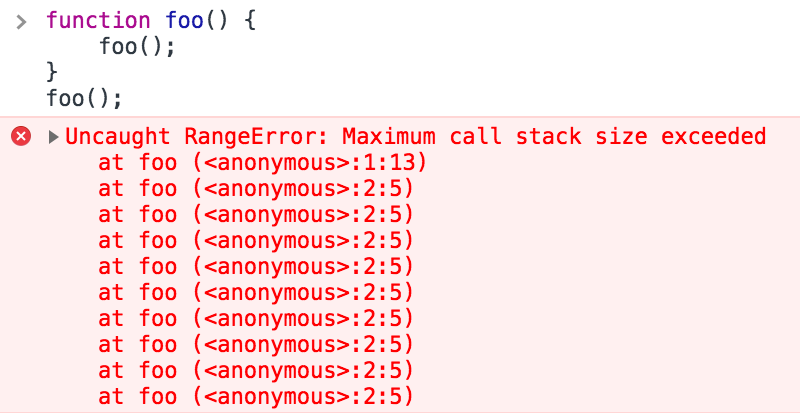 function foo() {
    foo();
}
foo();
Uncaught RangeError: Maximum call stack size exceeded
    at foo (<anonymous>:1:13)
    at foo (<anonymous>:2:5)
    at foo (<anonymous>:2:5)
    at foo (<anonymous>:2:5)
    at foo (<anonymous>:2:5)
    at foo (<anonymous>:2:5)
    at foo (<anonymous>:2:5)
    at foo (<anonymous>:2:5)
    at foo (<anonymous>:2:5)
    at foo (<anonymous>:2:5)